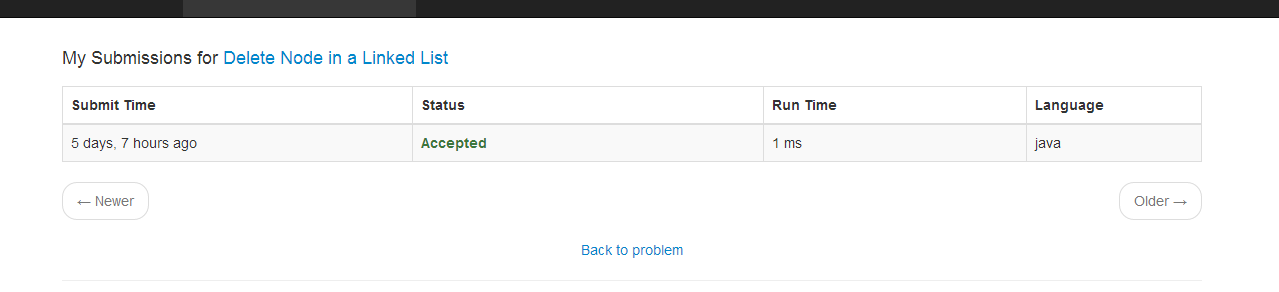 My Submissions for Delete Node in a Linked List
Submit Time Status Run Time Language
5 days, 7 hours ago Accepted 1 ms java
← Newer Older →
Back to problem